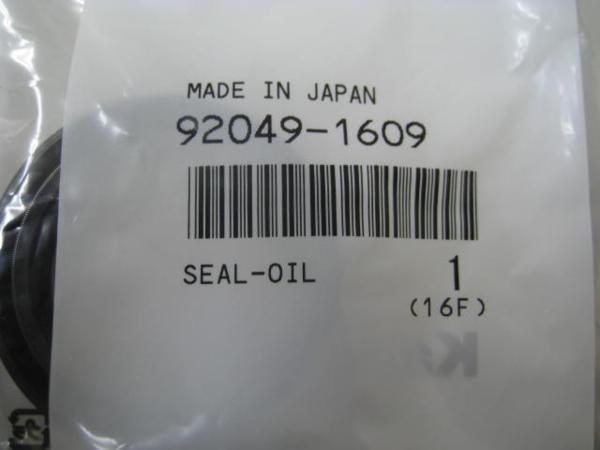 MADE IN JAPAN
92049-1609
SEAL-OIL 1
(16F)
K